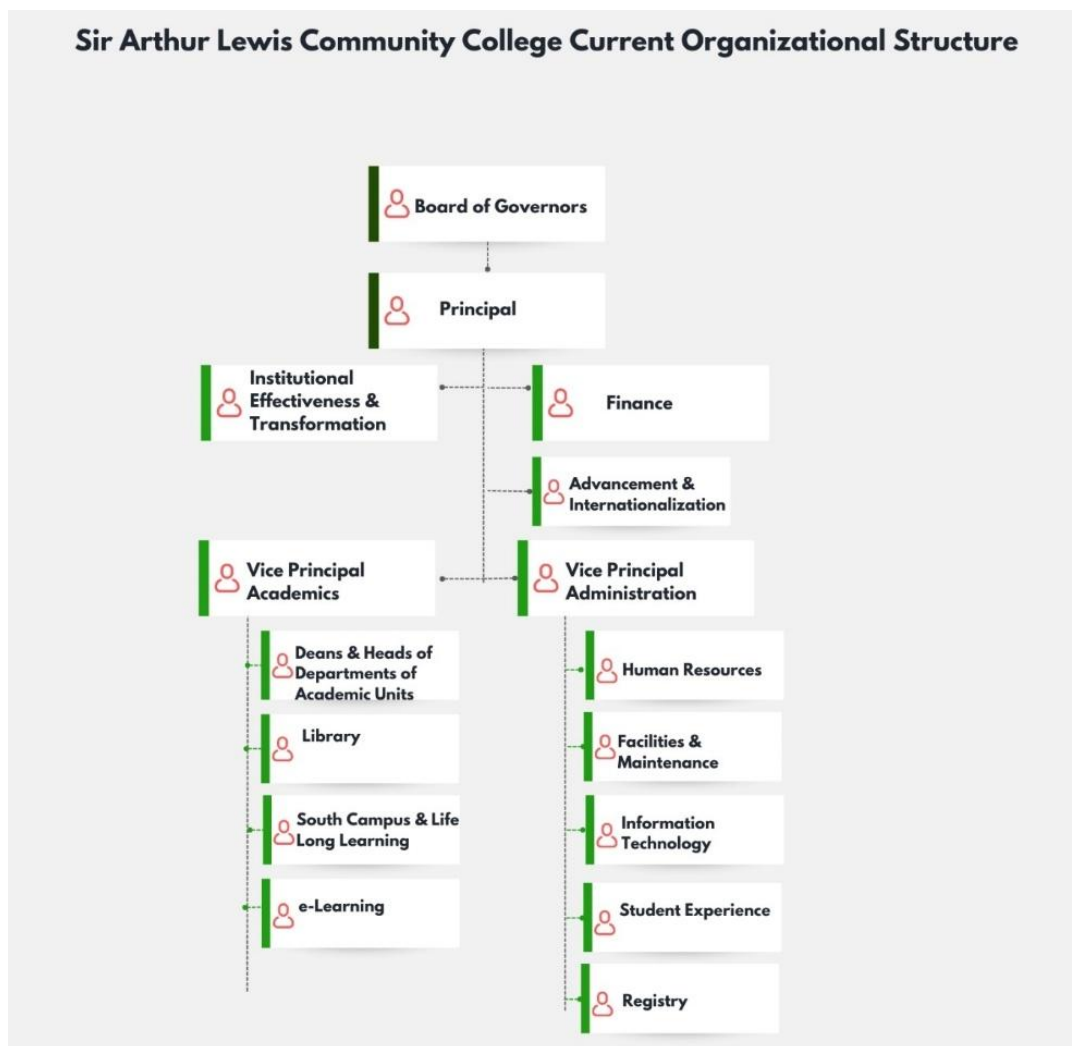 Sir Arthur Lewis Community College Current Organizational Structure
Board of Governors
Principal
Institutional
Effectiveness &
Transformation
Finance
Advancement &
Internationalization
Vice Principal
Academics
Vice Principal
Administration
Deans & Heads of
Departments of
Academic Units
Library
South Campus & Life
Long Learning
e-Learning
Human Resources
Facilities &
Maintenance
Information
Technology
Student Experience
Registry